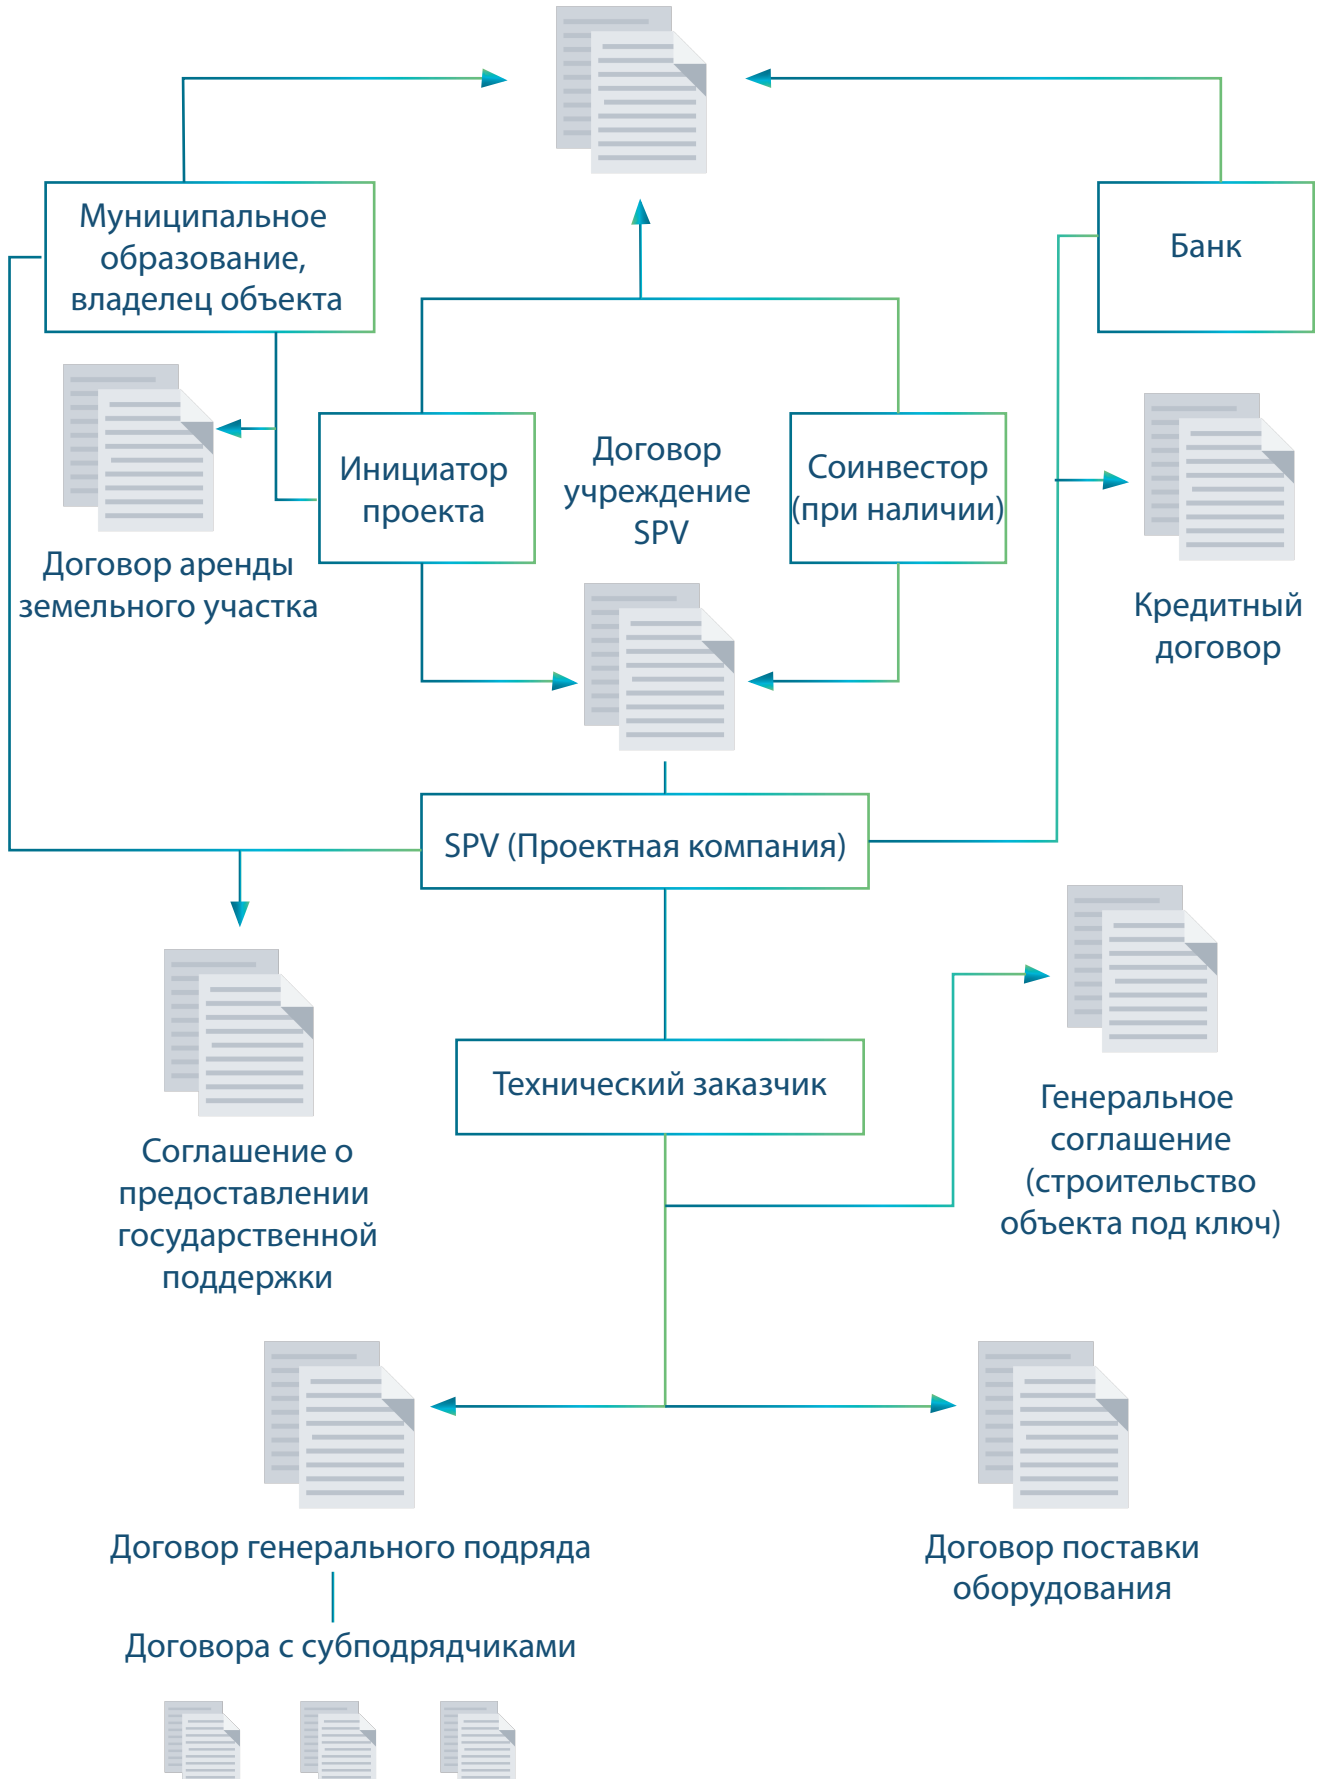 Муниципальное
образование,
владелец объекта
Банк
Инициатор
проекта
Договор
учреждение
SPV
Соинвестор
(при наличии)
Договор аренды
земельного участка
Кредитный
договор
SPV (Проектная компания)
Технический заказчик
Соглашение о
предоставлении
государственной
поддержки
Генеральное
соглашение
(строительство
объекта под ключ)
Договор генерального подряда
Договор поставки
оборудования
Договора с субподрядчиками